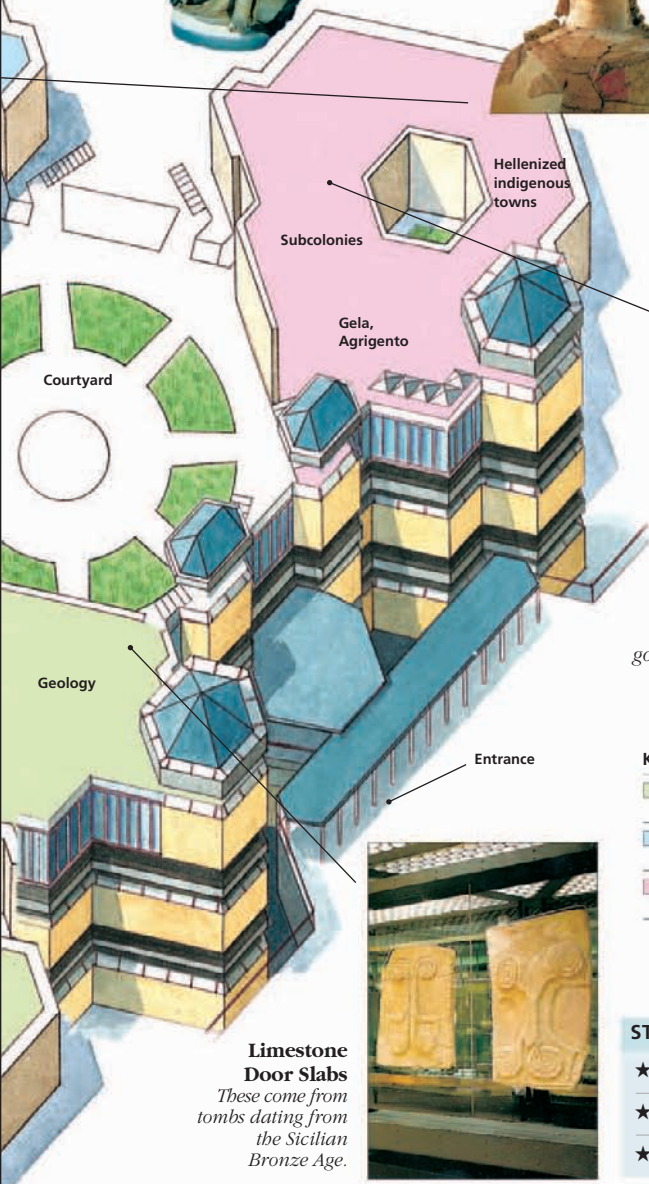 Hellenized
indigenous
towns
Subcolonies
Gela,
Agrigento
Courtyard
Geology
Entrance
Limestone
Door Slabs
These come from
tombs dating from
the Sicilian
Bronze Age.